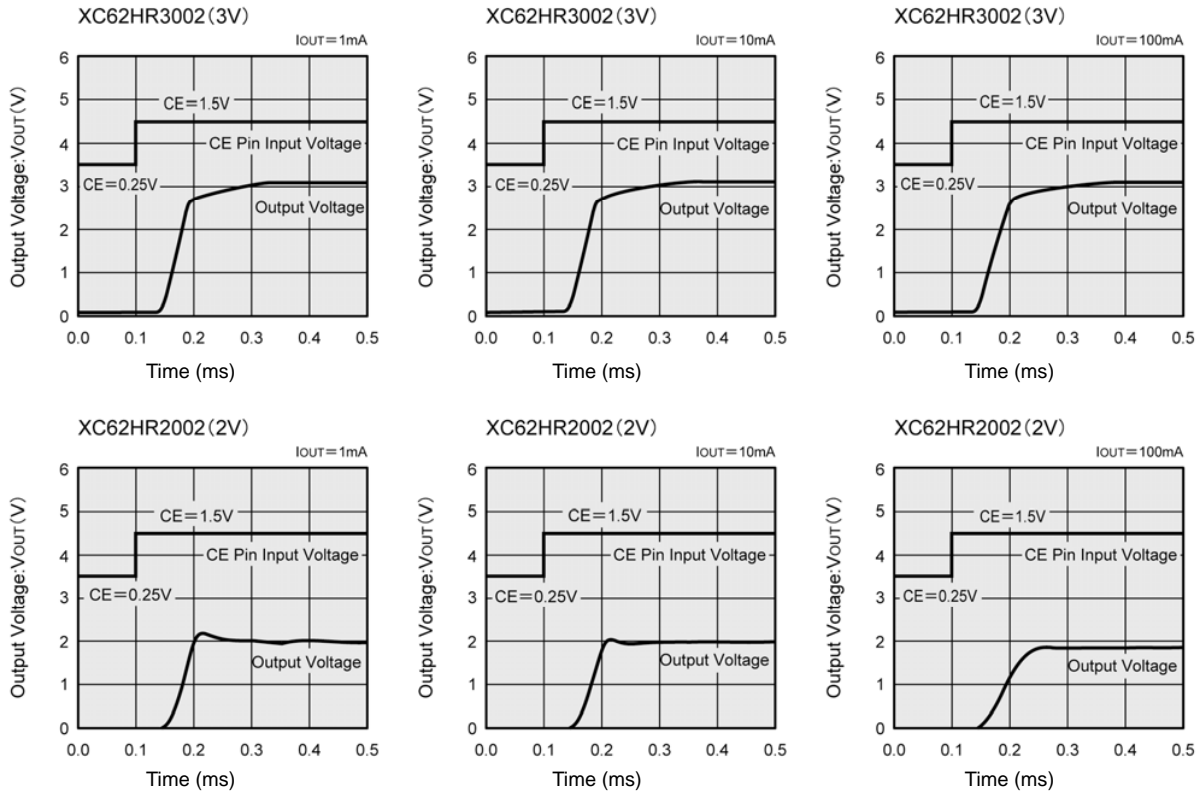 XC62HR3002(3V)
IOUT=1mA
Output Voltage:VOUT(V)
6
5
4
3
2
1
0
CE=1.5V
CE Pin Input Voltage
CE=0.25V
Output Voltage
0.0 0.1 0.2 0.3 0.4 0.5
Time (ms)
XC62HR3002(3V)
IOUT=10mA
Output Voltage:VOUT(V)
6
5
4
3
2
1
0
CE=1.5V
CE Pin Input Voltage
CE=0.25V
Output Voltage
0.0 0.1 0.2 0.3 0.4 0.5
Time (ms)
XC62HR3002(3V)
IOUT=100mA
Output Voltage:VOUT(V)
6
5
4
3
2
1
0
CE=1.5V
CE Pin Input Voltage
CE=0.25V
Output Voltage
0.0 0.1 0.2 0.3 0.4 0.5
Time (ms)
XC62HR2002(2V)
IOUT=1mA
Output Voltage:VOUT(V)
6
5
4
3
2
1
0
CE=1.5V
CE Pin Input Voltage
CE=0.25V
Output Voltage
0.0 0.1 0.2 0.3 0.4 0.5
Time (ms)
XC62HR2002(2V)
IOUT=10mA
Output Voltage:VOUT(V)
6
5
4
3
2
1
0
CE=1.5V
CE Pin Input Voltage
CE=0.25V
Output Voltage
0.0 0.1 0.2 0.3 0.4 0.5
Time (ms)
XC62HR2002(2V)
IOUT=100mA
Output Voltage:VOUT(V)
6
5
4
3
2
1
0
CE=1.5V
CE Pin Input Voltage
CE=0.25V
Output Voltage
0.0 0.1 0.2 0.3 0.4 0.5
Time (ms)